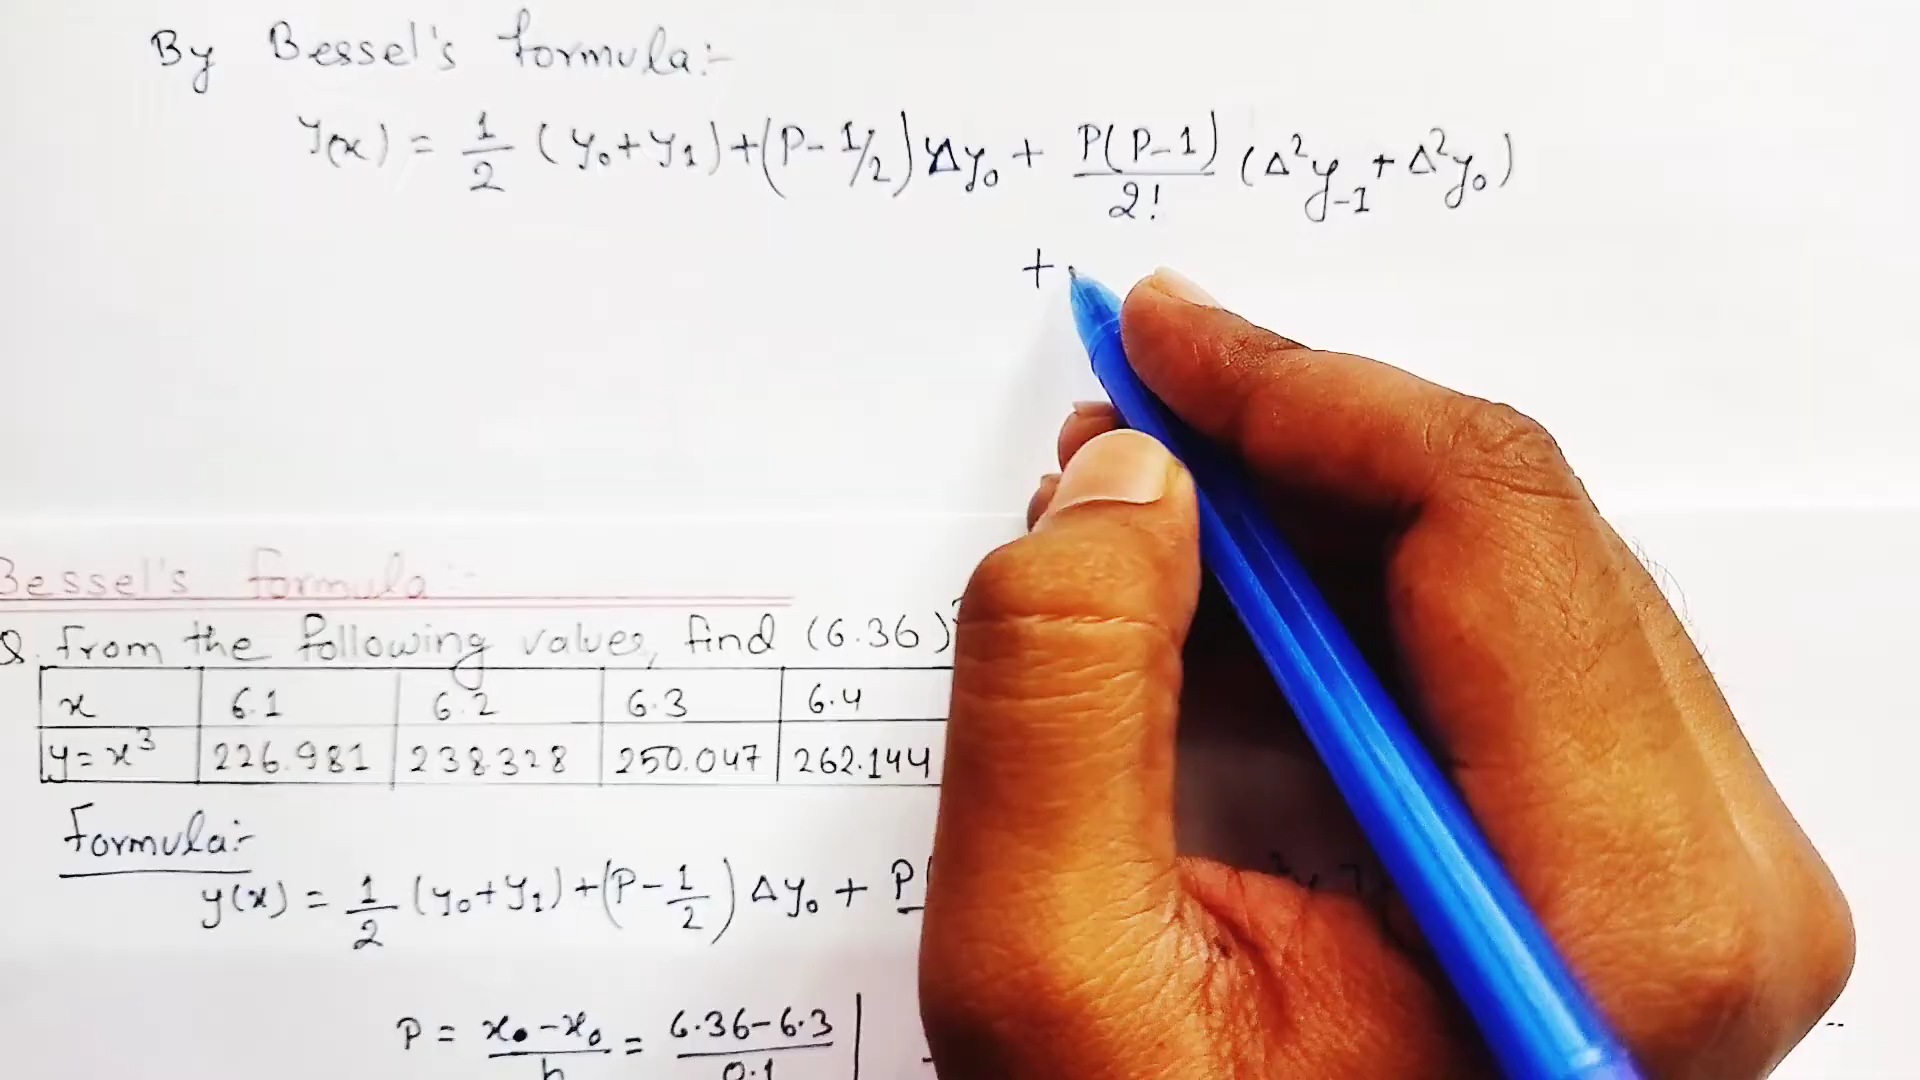 By Bessel's formula:-
y(x) = 1/2 (y₀+y₁)+(P-1/2) Δy₀ + P(P-1)/2! (Δ²y₋₁ + Δ²y₀)
+
Bessel's formula:-
Q. From the following values, find (6.36)
x 6.1 6.2 6.3 6.4
y=x³ 226.981 238.328 250.047 262.144
Formula:-
y(x) = 1/2 (y₀+y₁)+(P-1/2) Δy₀ + P(
P = x-x₀/h = 6.36-6.3/0.1